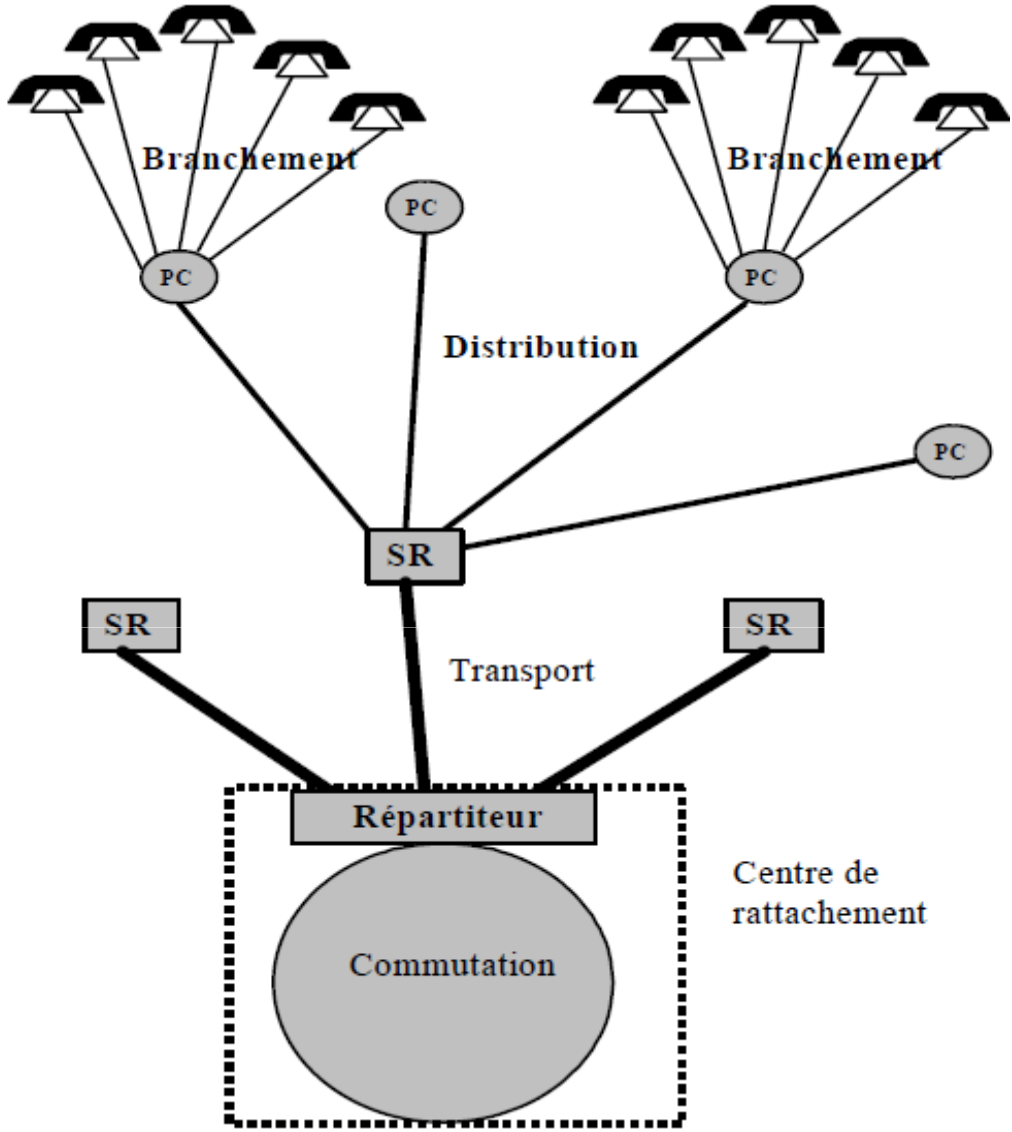 Branchement
Branchement
PC
PC
PC
Distribution
PC
SR
SR
SR
Transport
Répartiteur
Centre de
rattachement
Commutation